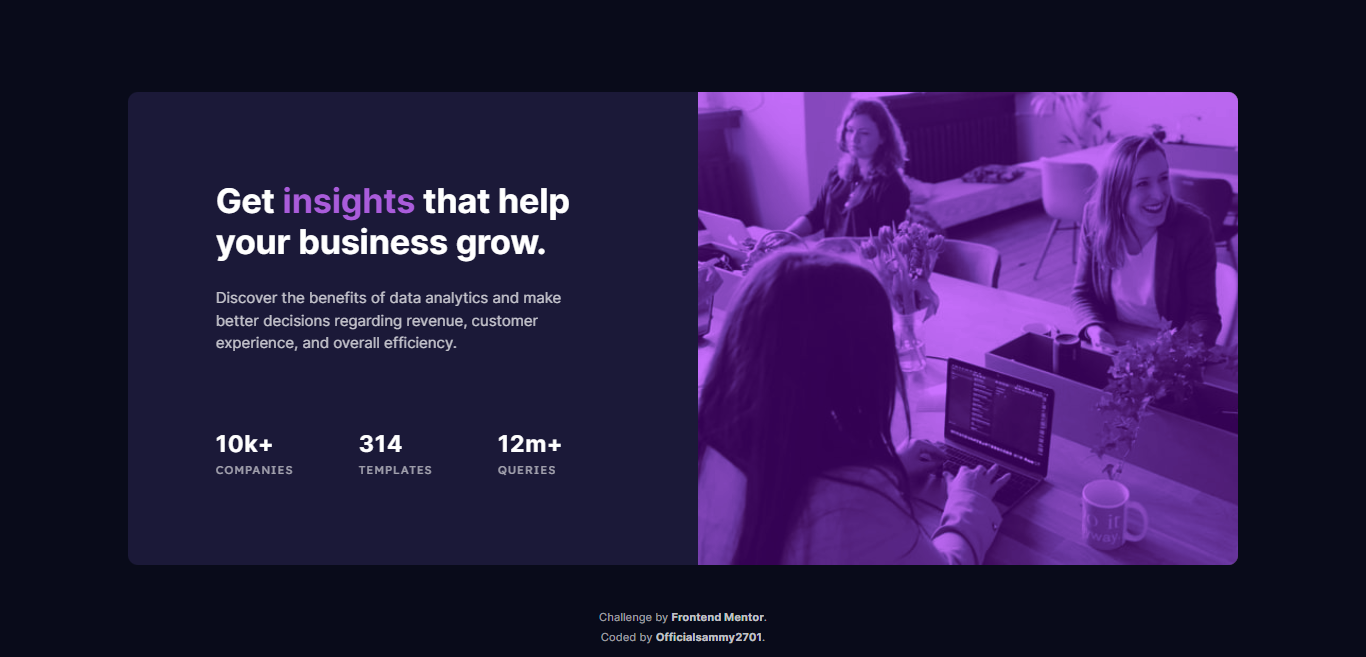 Get insights that help
your business grow.
Discover the benefits of data analytics and make
better decisions regarding revenue, customer
experience, and overall efficiency.
10k+ 314 12m+
COMPANIES TEMPLATES QUERIES
Challenge by Frontend Mentor.
Coded by Officialsammy2701.